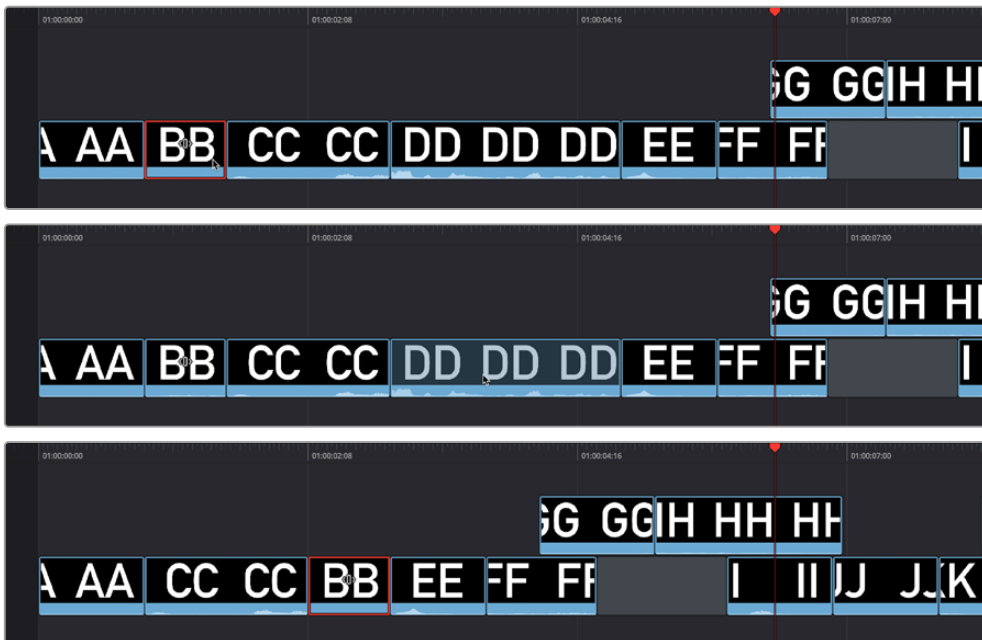 01:00:00:00 01:00:02:08 01:00:04:16 01:00:07:00
GG GG IH H
AA BB CC CC DD DD DD EE FF FF I
01:00:00:00 01:00:02:08 01:00:04:16 01:00:07:00
GG GG IH H
AA BB CC CC DD DD DD EE FF FF I
01:00:00:00 01:00:02:08 01:00:04:16 01:00:07:00
GG GG IH HH HH
AA CC CC BB EE FF FF I II JJ JJ K